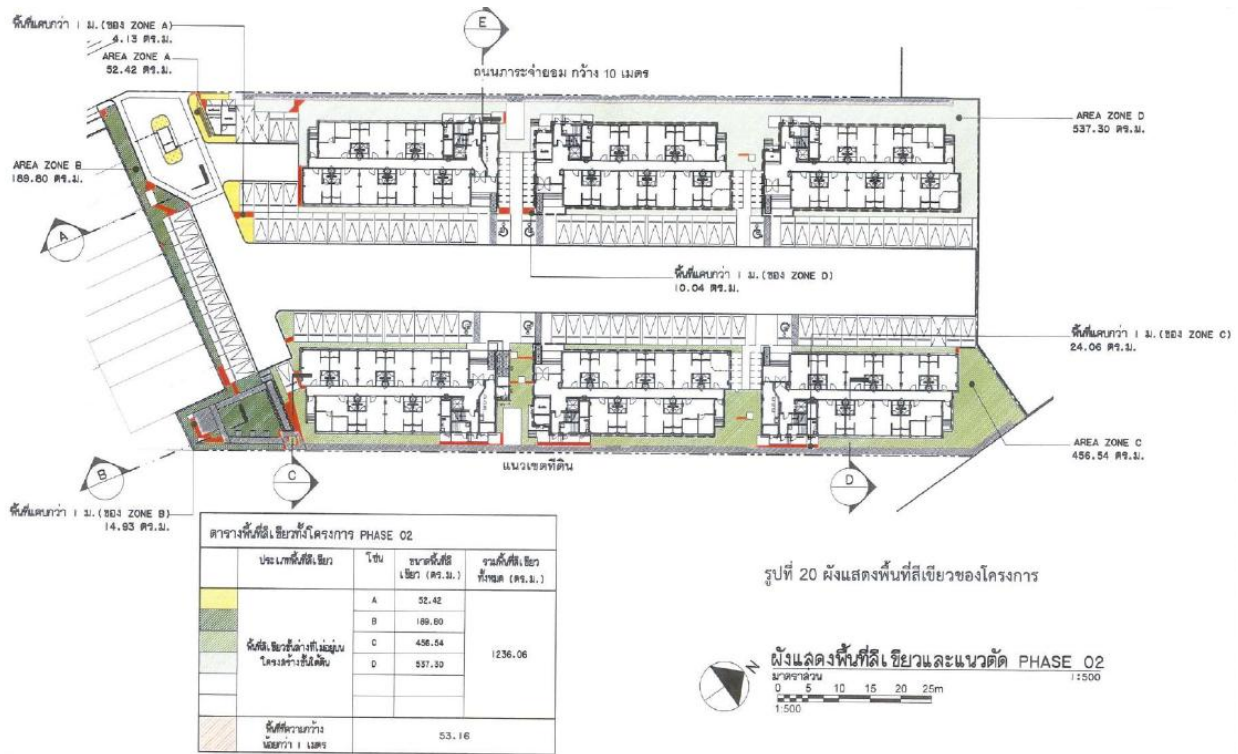 พื้นที่แคบกว่า 1 ม.(ของ ZONE A)
4.13 ตร.ม.
AREA ZONE A
52.42 ตร.ม.
E
ถนนภาระจำยอม กว้าง 10 เมตร
AREA ZONE D
537.30 ตร.ม.
AREA ZONE B
189.80 ตร.ม.
A
พื้นที่แคบกว่า 1 ม.(ของ ZONE D)
10.04 ตร.ม.
พื้นที่แคบกว่า 1 ม.(ของ ZONE C)
24.06 ตร.ม.
AREA ZONE C
456.54 ตร.ม.
แนวเขตที่ดิน
B
C
D
พื้นที่แคบกว่า 1 ม.(ของ ZONE B)
14.93 ตร.ม.
ตารางพื้นที่สีเขียวทั้งโครงการ PHASE 02
ประเภทพื้นที่สีเขียว
โซน
ขนาดพื้นที่สี
เขียว (ตร.ม.)
รวมพื้นที่สีเขียว
ทั้งหมด (ตร.ม.)
พื้นที่สีเขียวชั้นล่างที่ไม่อยู่บน
โครงสร้างชั้นใต้ดิน
A 52.42
B 189.80
C 456.54
D 537.30
1236.06
พื้นที่ความกว้าง
น้อยกว่า 1 เมตร
53.16
รูปที่ 20 ผังแสดงพื้นที่สีเขียวของโครงการ
N
ผังแสดงพื้นที่สีเขียวและแนวตัด PHASE 02
มาตราส่วน 1:500
0 5 10 15 20 25m
1:500